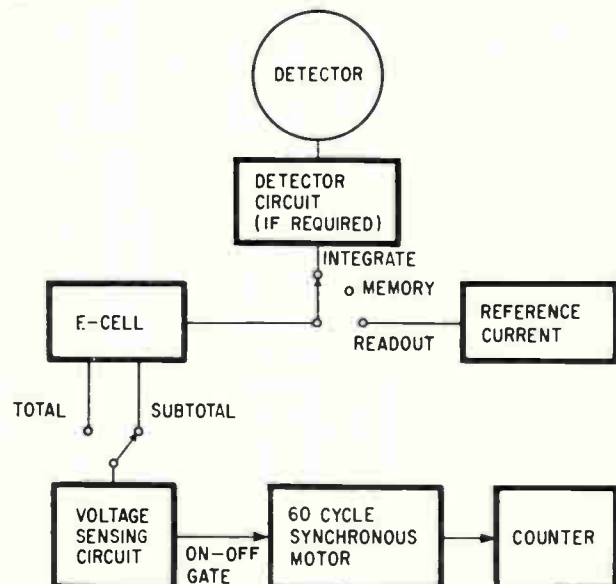 DETECTOR
DETECTOR
CIRCUIT
(IF REQUIRED)
INTEGRATE
MEMORY
E-CELL
READOUT
REFERENCE
CURRENT
TOTAL
SUBTOTAL
VOLTAGE
SENSING
CIRCUIT
ON-OFF
GATE
60 CYCLE
SYNCHRONOUS
MOTOR
COUNTER